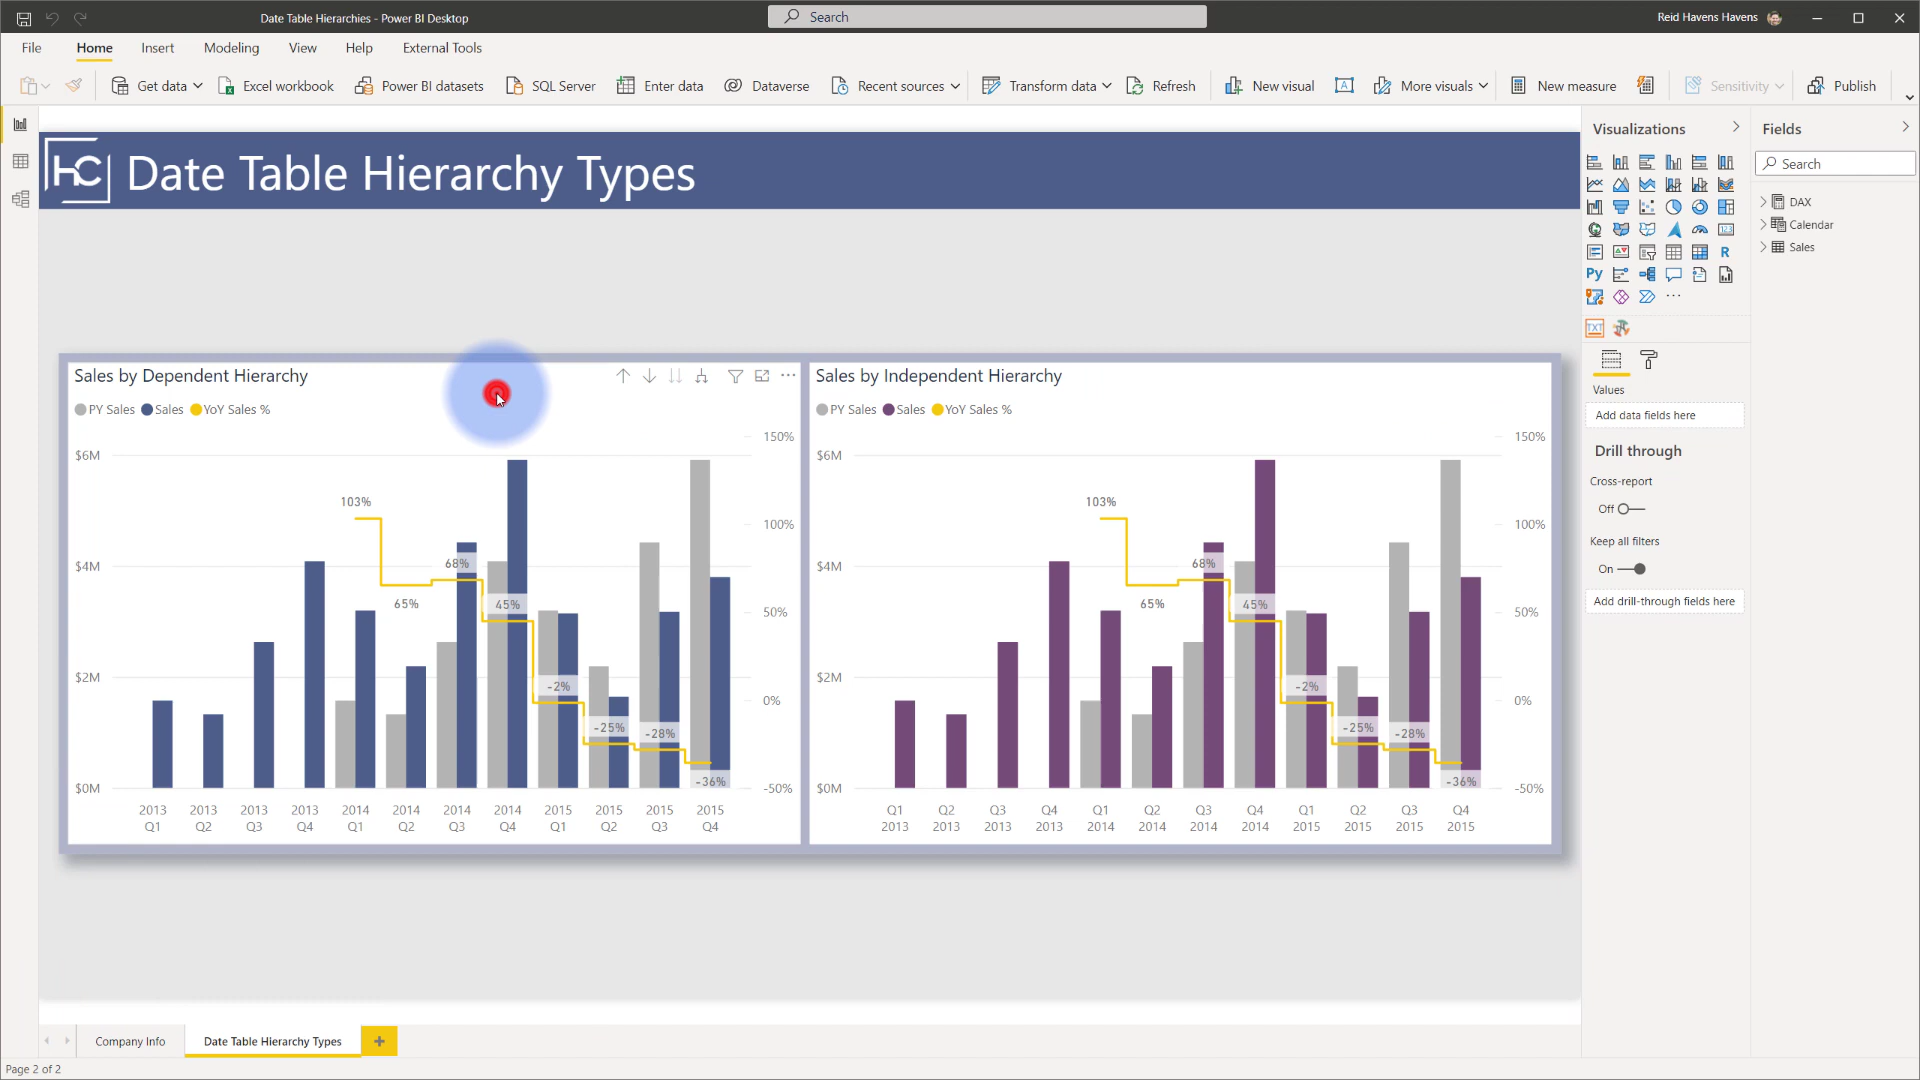 Date Table Hierarchies - Power BI Desktop
Search
Reid Havens Havens
File
Home
Insert
Modeling
View
Help
External Tools
Get data
Excel workbook
Power BI datasets
SQL Server
Enter data
Dataverse
Recent sources
Transform data
Refresh
New visual
A
More visuals
New measure
Sensitivity
Publish
HC
Date Table Hierarchy Types
Sales by Dependent Hierarchy
PY Sales
Sales
YoY Sales %
$6M
$4M
$2M
$0M
150%
100%
50%
0%
-50%
103%
65%
68%
45%
-2%
-25%
-28%
-36%
2013 Q1
2013 Q2
2013 Q3
2013 Q4
2014 Q1
2014 Q2
2014 Q3
2014 Q4
2015 Q1
2015 Q2
2015 Q3
2015 Q4
Sales by Independent Hierarchy
PY Sales
Sales
YoY Sales %
$6M
$4M
$2M
$0M
150%
100%
50%
0%
-50%
103%
65%
68%
45%
-2%
-25%
-28%
-36%
Q1 2013
Q2 2013
Q3 2013
Q4 2013
Q1 2014
Q2 2014
Q3 2014
Q4 2014
Q1 2015
Q2 2015
Q3 2015
Q4 2015
Visualizations
123
R
Py
TXT
Values
Add data fields here
Drill through
Cross-report
Off
Keep all filters
On
Add drill-through fields here
Fields
Search
DAX
Calendar
Sales
Company Info
Date Table Hierarchy Types
Page 2 of 2